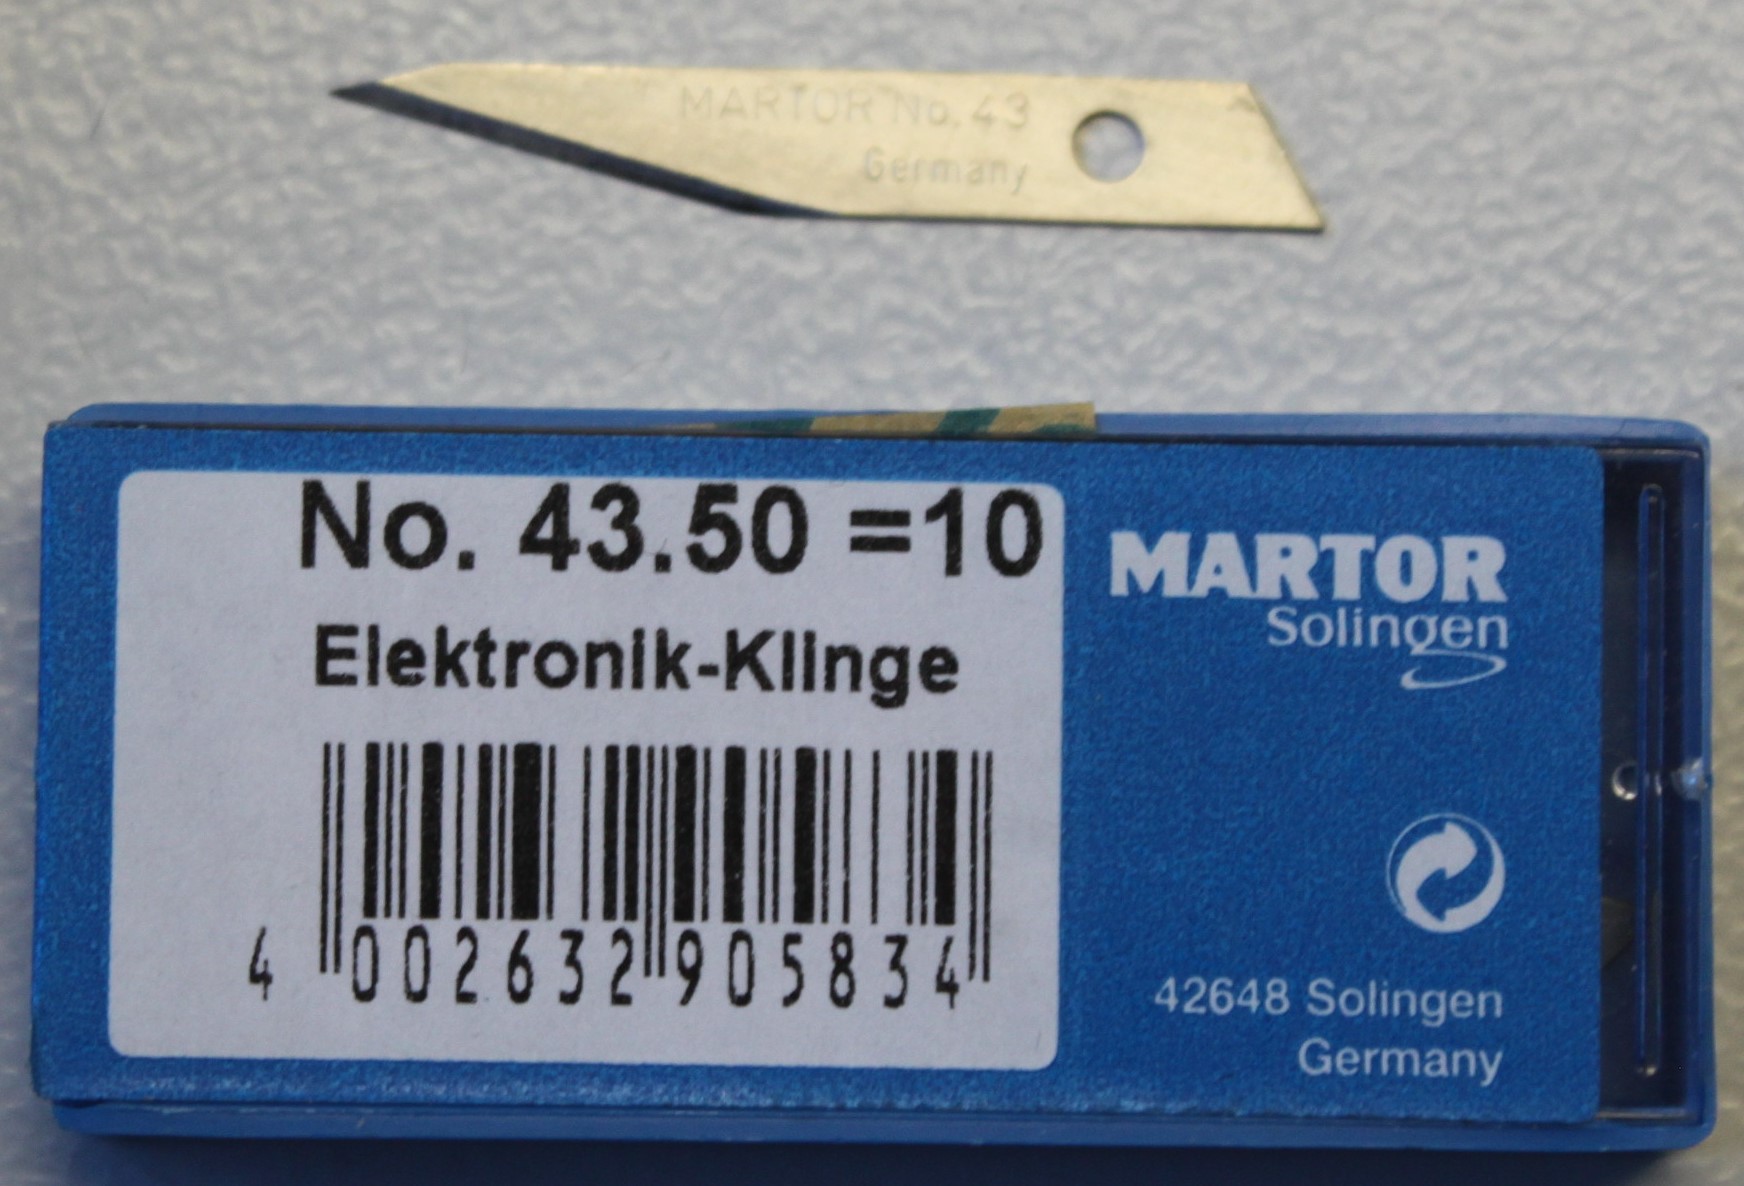 MARTOR No. 43
Germany
No. 43.50 =10
Elektronik-Klinge
4 002632 905834
MARTOR
Solingen
42648 Solingen
Germany